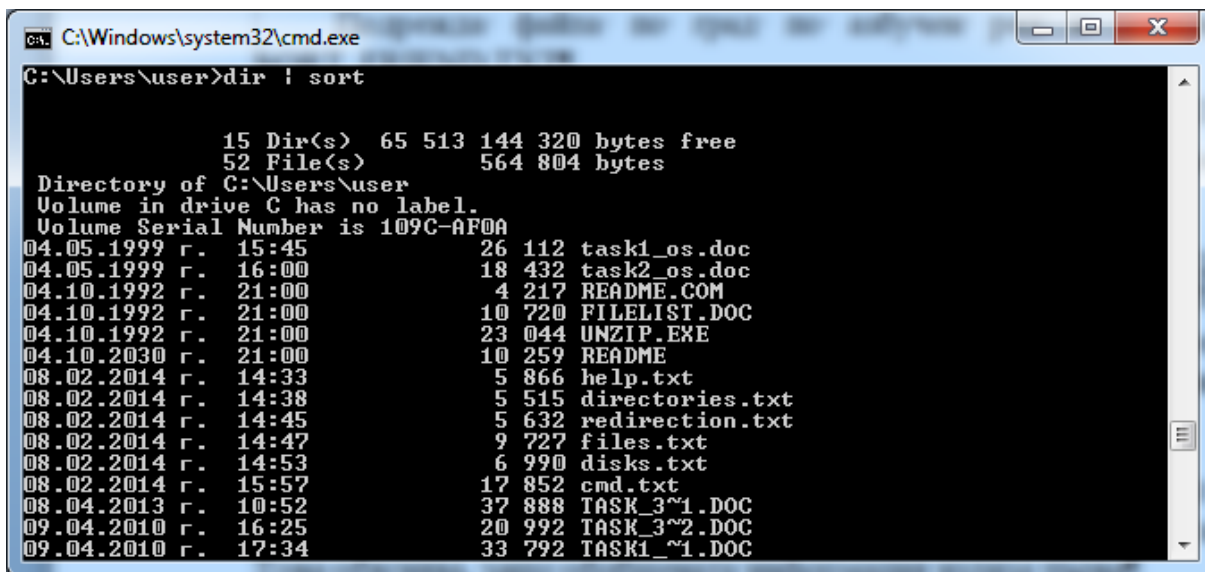 C:\Windows\system32\cmd.exe
C:\Users\user>dir | sort
15 Dir(s)  65 513 144 320 bytes free
52 File(s)        564 804 bytes
Directory of C:\Users\user
Volume in drive C has no label.
Volume Serial Number is 109C-AF0A
04.05.1999 г.  15:45            26 112 task1_os.doc
04.05.1999 г.  16:00            18 432 task2_os.doc
04.10.1992 г.  21:00             4 217 README.COM
04.10.1992 г.  21:00            10 720 FILELIST.DOC
04.10.1992 г.  21:00            23 044 UNZIP.EXE
04.10.2030 г.  21:00            10 259 README
08.02.2014 г.  14:33             5 866 help.txt
08.02.2014 г.  14:38             5 515 directories.txt
08.02.2014 г.  14:45             5 632 redirection.txt
08.02.2014 г.  14:47             9 727 files.txt
08.02.2014 г.  14:53             6 990 disks.txt
08.02.2014 г.  15:57            17 852 cmd.txt
08.04.2013 г.  10:52            37 888 TASK_3~1.DOC
09.04.2010 г.  16:25            20 992 TASK_3~2.DOC
09.04.2010 г.  17:34            33 792 TASK1_~1.DOC